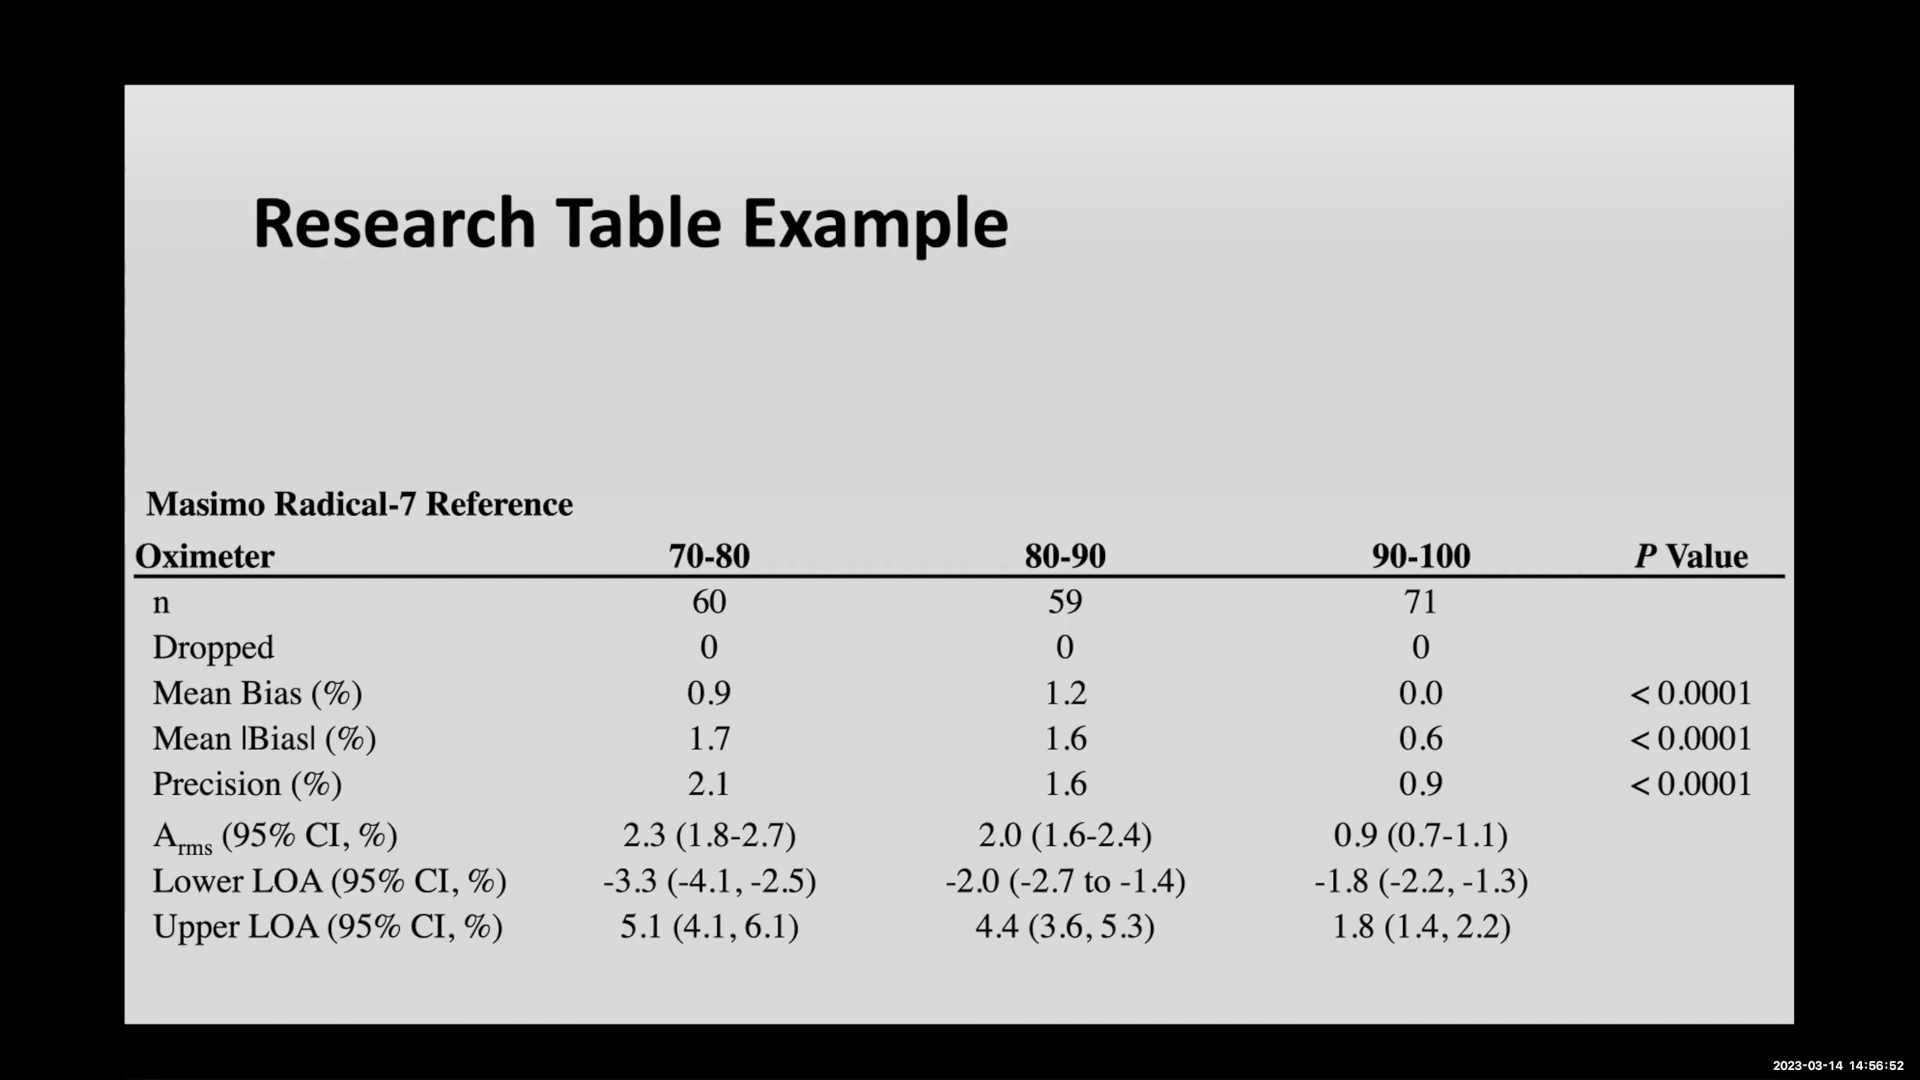 Research Table Example
Masimo Radical-7 Reference
Oximeter 70-80 80-90 90-100 P Value
n 60 59 71
Dropped 0 0 0
Mean Bias (%) 0.9 1.2 0.0 < 0.0001
Mean |Bias| (%) 1.7 1.6 0.6 < 0.0001
Precision (%) 2.1 1.6 0.9 < 0.0001
Arms (95% CI, %) 2.3 (1.8-2.7) 2.0 (1.6-2.4) 0.9 (0.7-1.1)
Lower LOA (95% CI, %) -3.3 (-4.1, -2.5) -2.0 (-2.7 to -1.4) -1.8 (-2.2, -1.3)
Upper LOA (95% CI, %) 5.1 (4.1, 6.1) 4.4 (3.6, 5.3) 1.8 (1.4, 2.2)
2023-03-14 14:56:52